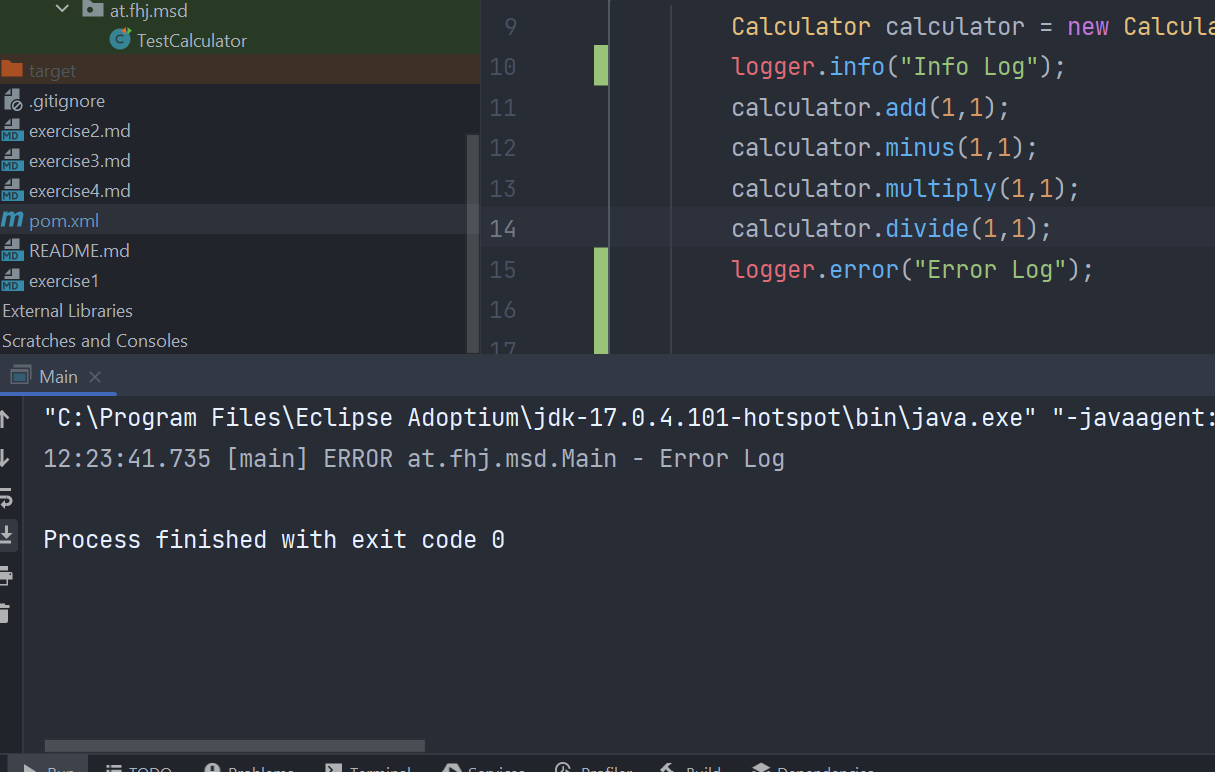 at.fhj.msd
TestCalculator
target
.gitignore
exercise2.md
exercise3.md
exercise4.md
pom.xml
README.md
exercise1
External Libraries
Scratches and Consoles
9 Calculator calculator = new Calcula
10 logger.info("Info Log");
11 calculator.add(1,1);
12 calculator.minus(1,1);
13 calculator.multiply(1,1);
14 calculator.divide(1,1);
15 logger.error("Error Log");
16
17
Main
"C:\Program Files\Eclipse Adoptium\jdk-17.0.4.101-hotspot\bin\java.exe" "-javaagent:
12:23:41.735 [main] ERROR at.fhj.msd.Main - Error Log
Process finished with exit code 0
Run TODO Problems Terminal Services Profiler Build Dependencies